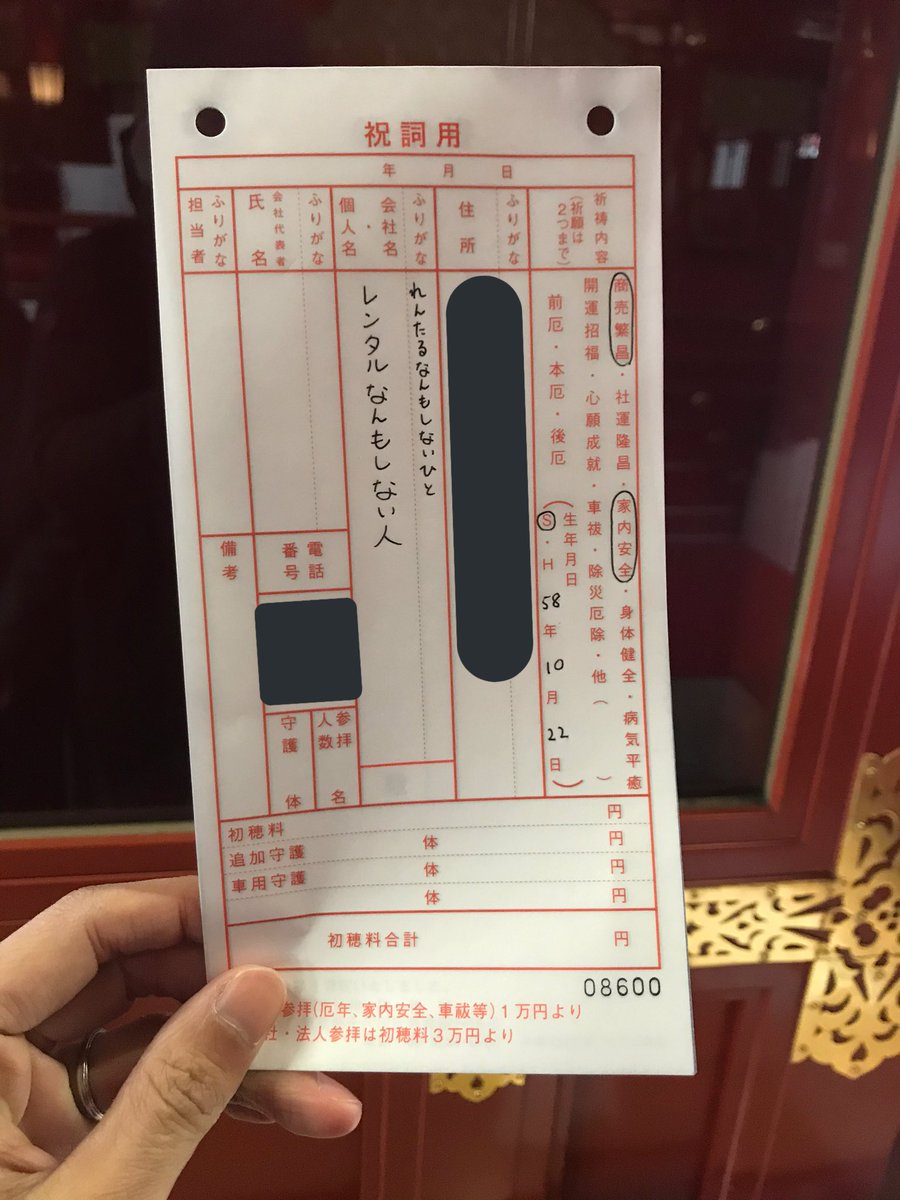 祝詞用
年 月 日
祈祷内容
(祈願は2つまで)
商売繁昌・社運隆昌・家内安全・身体健全・病気平癒
開運招福・心願成就・車祓・除災厄除・他( )
前厄・本厄・後厄
(生年月日
S・H 58年10月22日)
ふりがな
住所
ふりがな
れんたるなんもしないひと
会社名・個人名
レンタルなんもしない人
ふりがな
会社代表者
氏名
ふりがな
担当者
電話番号
備考
参拝人数 名
守護 体
初穂料 円
追加守護 体 円
車用守護 体 円
体 円
初穂料合計 円
08600
参拝(厄年、家内安全、車祓等)1万円より
社・法人参拝は初穂料3万円より